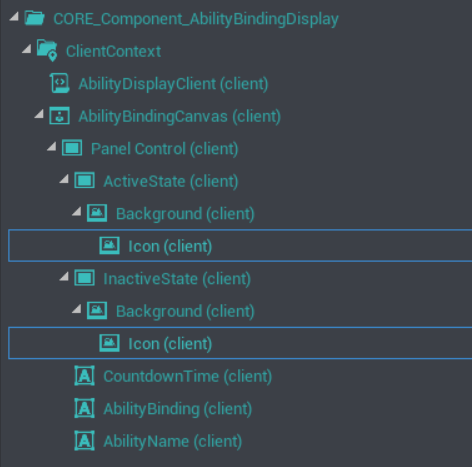 CORE_Component_AbilityBindingDisplay
ClientContext
AbilityDisplayClient (client)
AbilityBindingCanvas (client)
Panel Control (client)
ActiveState (client)
Background (client)
Icon (client)
InactiveState (client)
Background (client)
Icon (client)
CountdownTime (client)
AbilityBinding (client)
AbilityName (client)